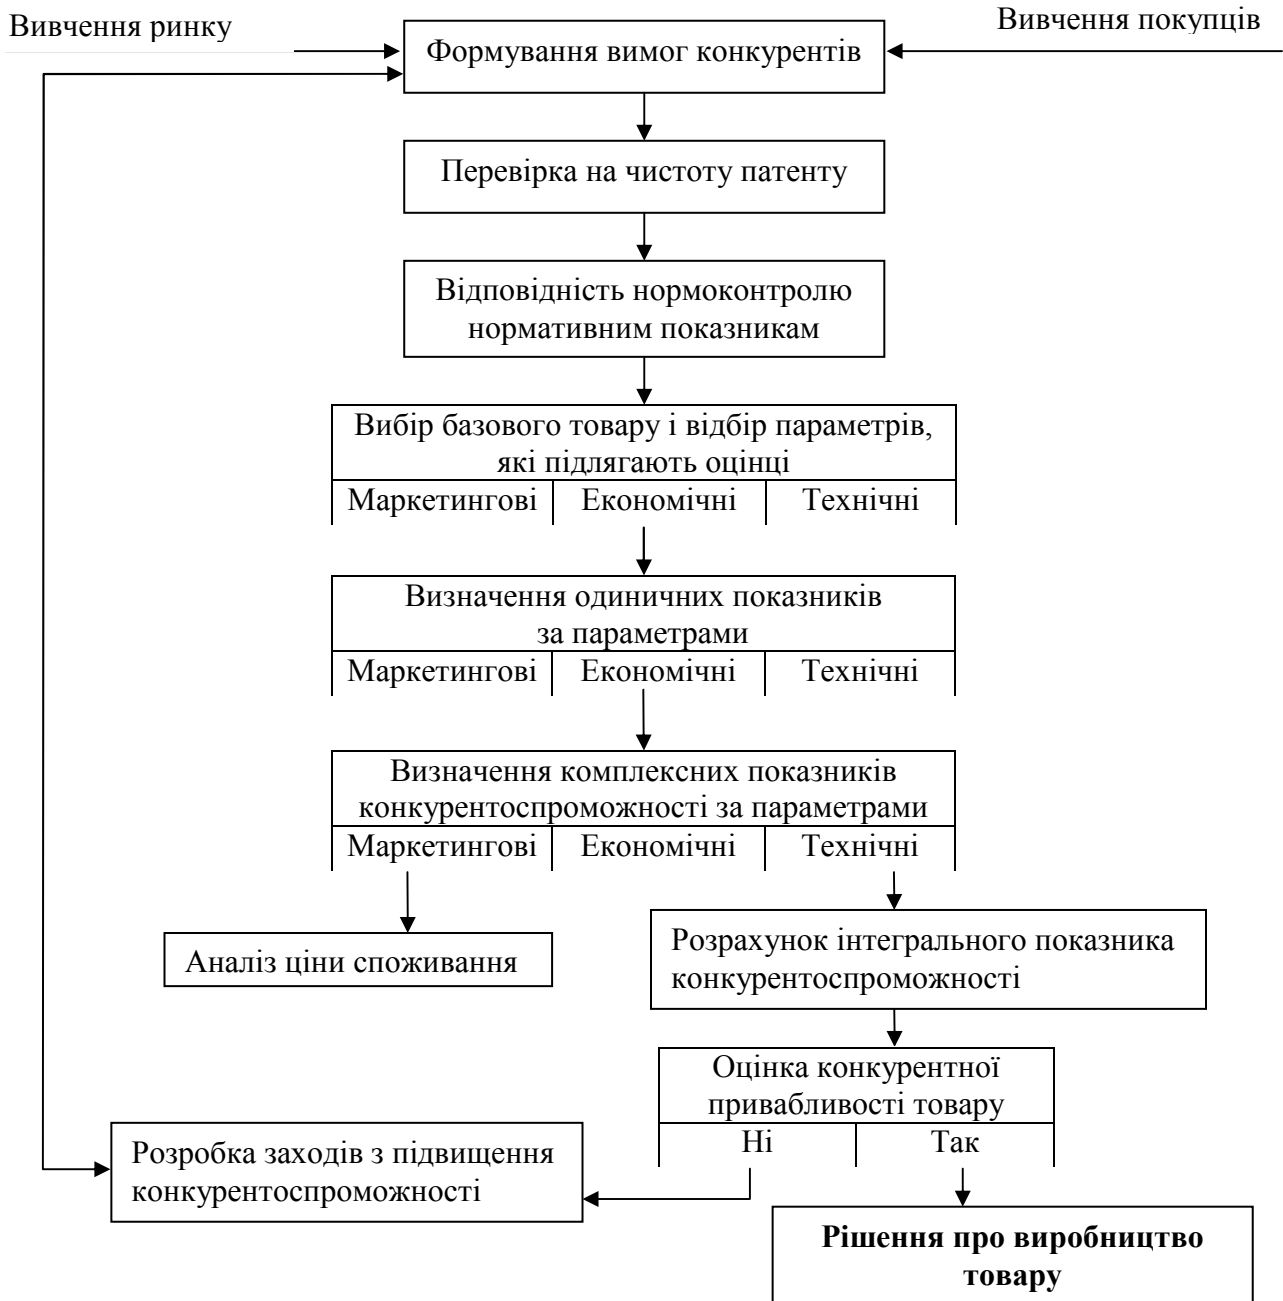 Вивчення ринку
Вивчення покупців
Формування вимог конкурентів
Перевірка на чистоту патенту
Відповідність нормоконтролю
нормативним показникам
Вибір базового товару і відбір параметрів,
які підлягають оцінці
Маркетингові Економічні Технічні
Визначення одиничних показників
за параметрами
Маркетингові Економічні Технічні
Визначення комплексних показників
конкурентоспроможності за параметрами
Маркетингові Економічні Технічні
Аналіз ціни споживання
Розрахунок інтегрального показника
конкурентоспроможності
Оцінка конкурентної
привабливості товару
Ні Так
Розробка заходів з підвищення
конкурентоспроможності
Рішення про виробництво
товару